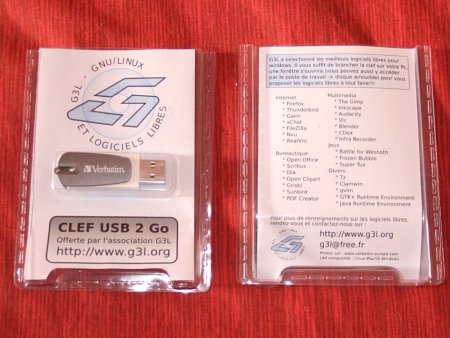 G3L - GNU/LINUX
ET LOGICIELS LIBRES
Verbatim.
CLEF USB 2 Go
Offerte par l'association G3L
http://www.g3l.org
G3L a sélectionné les meilleurs logiciels libres pour
windows. Il vous suffit de brancher la clef sur votre Pc,
une fenêtre s'ouvrira (vous pouvez aussi y accéder
par le poste de travail -> disque amovible) pour vous
proposer les logiciels libres à tout faire !
Internet
* Firefox
* Thunderbird
* Gaim
* xChat
* FileZilla
* Nvu
* RealVnc
Bureautique
* Open Office
* Scribus
* Dia
* Open Clipart
* Grisbi
* Sunbird
* PDF Creator
Multimedia
* The Gimp
* Inkscape
* Audacity
* Vlc
* Blender
* CDex
* Infra Recorder
Jeux
* Battle for Wesnoth
* Frozen Bubble
* Super Tux
Divers
* 7z
* Clamwin
* gvim
* GTK+ Runtime Environment
* Java Runtime Environment
Pour plus de renseignements sur les logiciels libres,
rendez-vous et contactez-nous sur :
http://www.g3l.org
g3l@free.fr
: www.verbatim-europe.com
clef compatible : Linux MacOS Windows